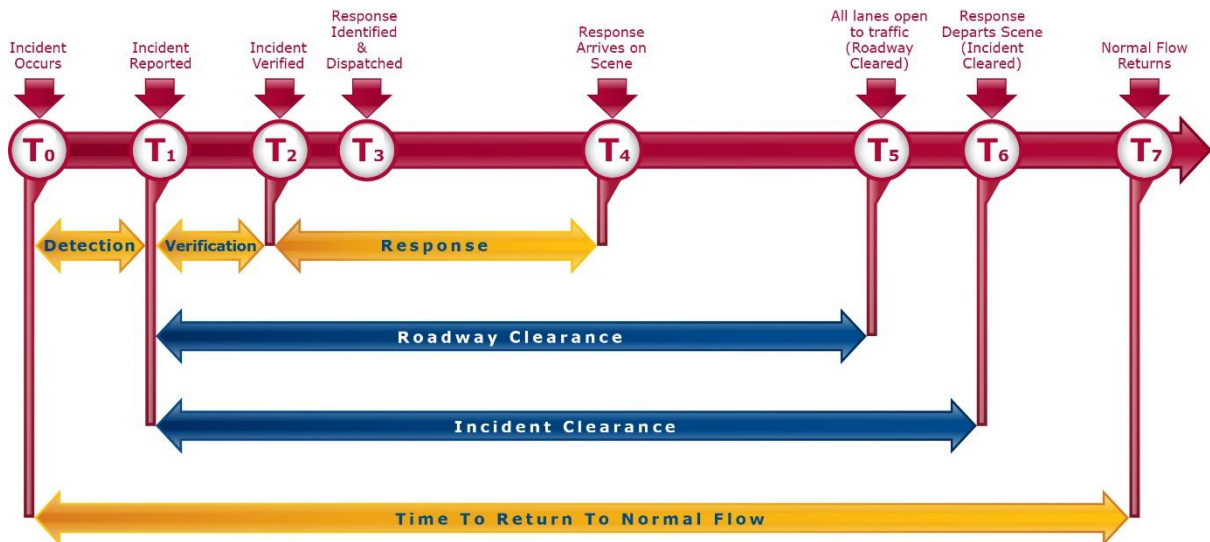 Incident
Occurs
Incident
Reported
Incident
Verified
Response
Identified
&
Dispatched
Response
Arrives on
Scene
All lanes open
to traffic
(Roadway
Cleared)
Response
Departs Scene
(Incident
Cleared)
Normal Flow
Returns
T0
T1
T2
T3
T4
T5
T6
T7
Detection
Verification
Response
Roadway Clearance
Incident Clearance
Time To Return To Normal Flow